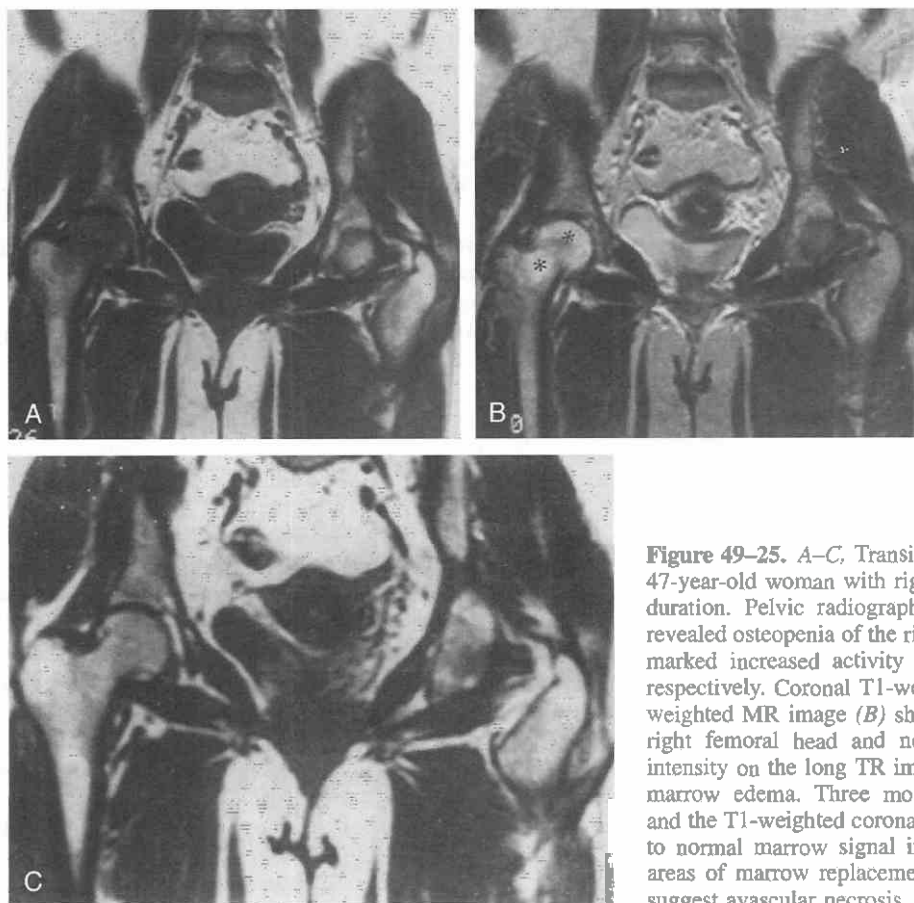 A
B
0
C
Figure 49–25. A–C, Transi
47-year-old woman with rig
duration. Pelvic radiograph
revealed osteopenia of the ri
marked increased activity
respectively. Coronal T1-we
weighted MR image (B) sh
right femoral head and ne
intensity on the long TR im
marrow edema. Three mo
and the T1-weighted corona
to normal marrow signal i
areas of marrow replaceme
suggest avascular necrosis.